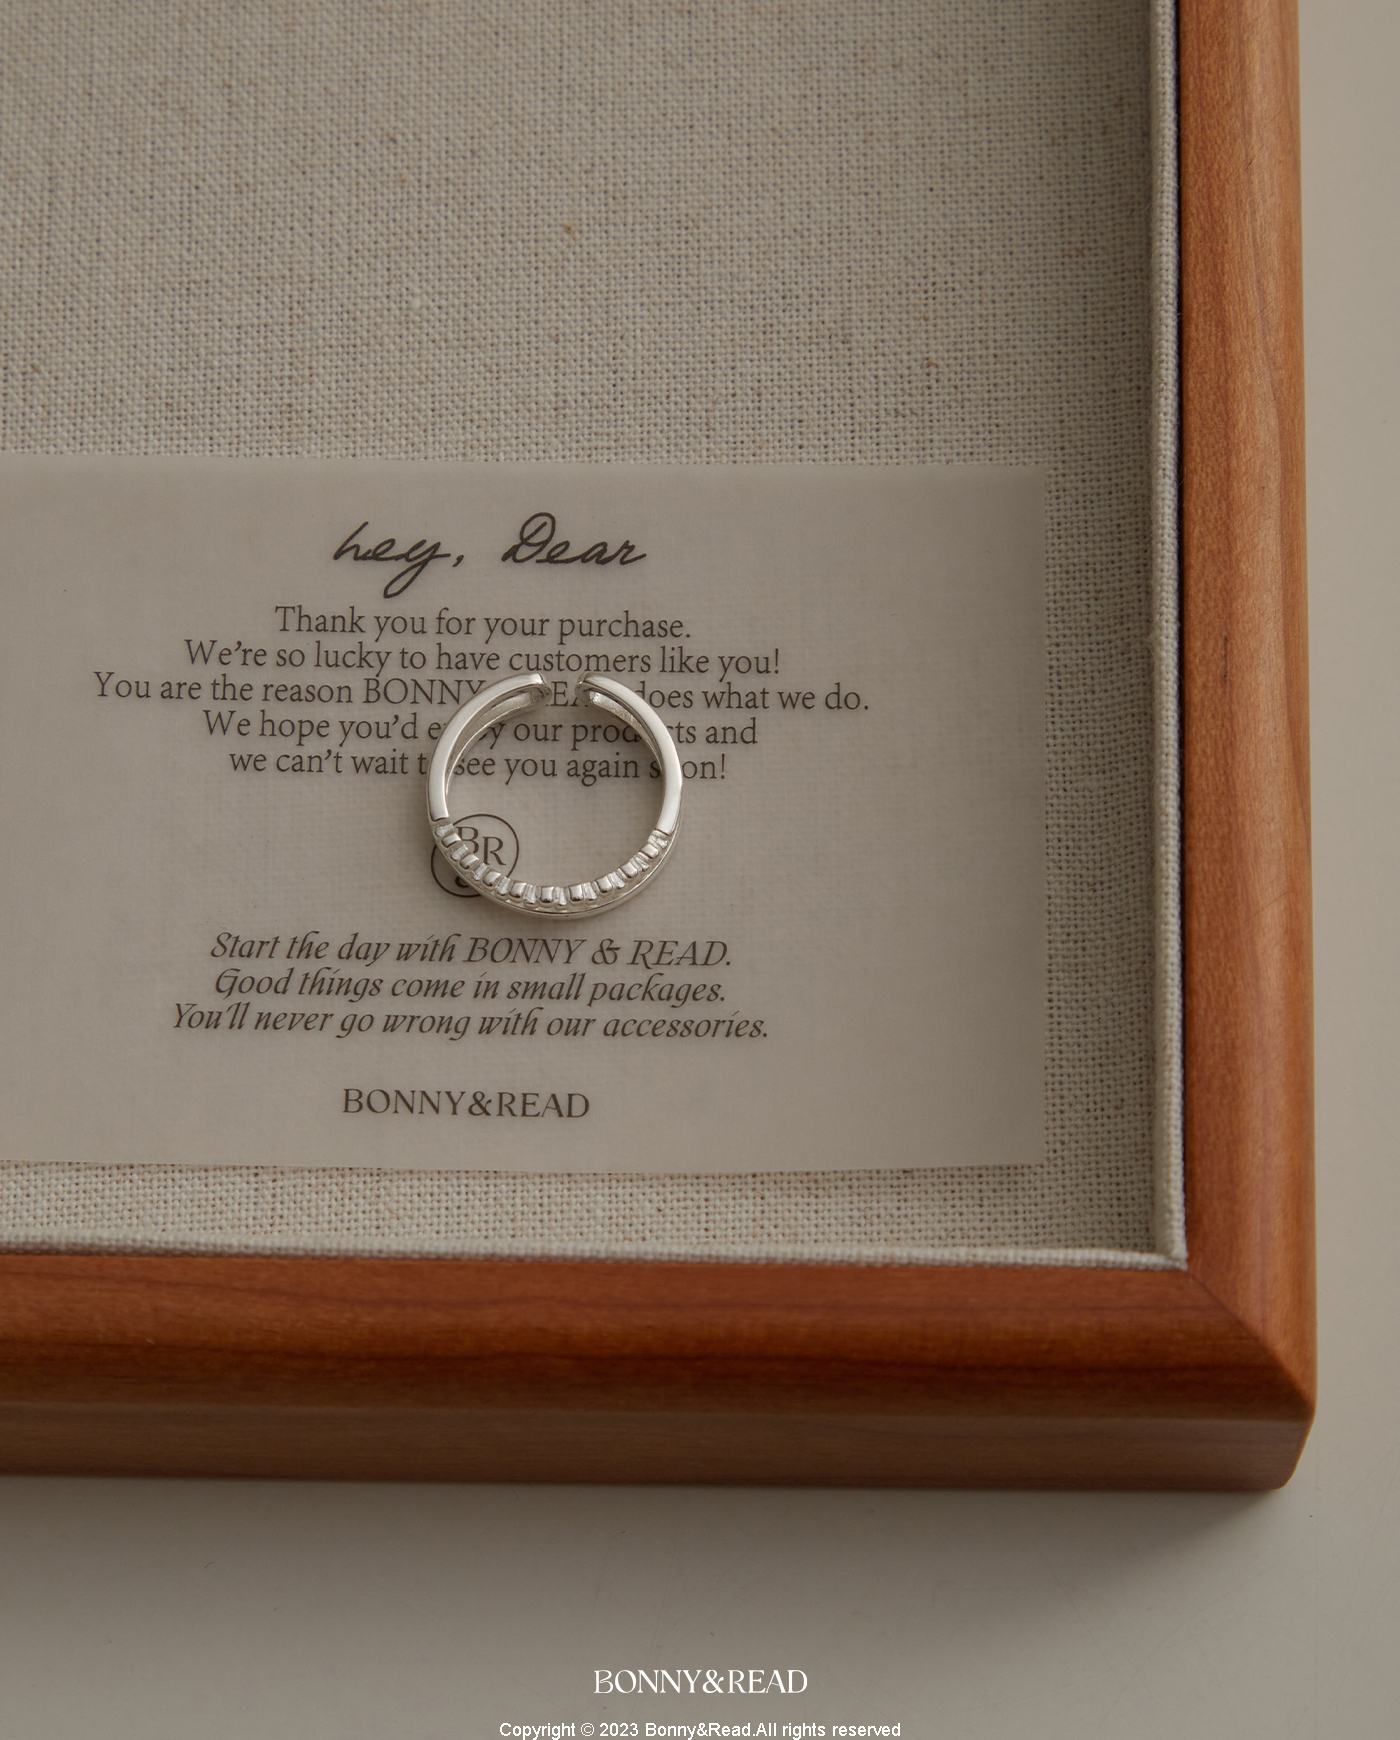 hey, Dear
Thank you for your purchase.
We're so lucky to have customers like you!
You are the reason BONNY does what we do.
We hope you'd our products and
we can't wait to see you again soon!
BR
Start the day with BONNY & READ.
Good things come in small packages.
You'll never go wrong with our accessories.
BONNY&READ
BONNY&READ
Copyright © 2023 Bonny&Read.All rights reserved